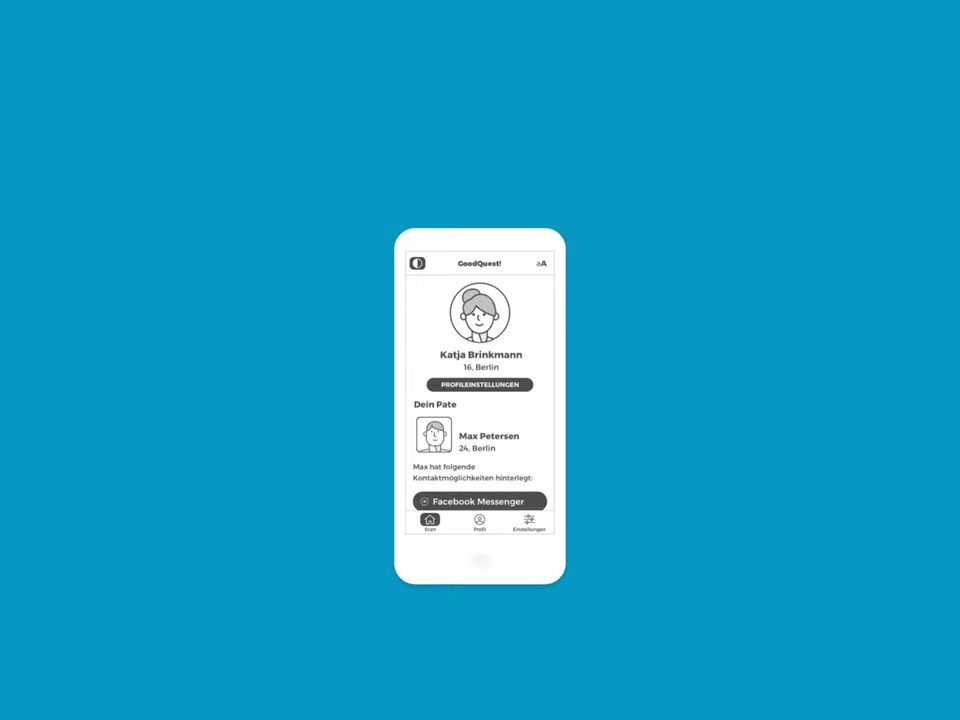 GoodQuest!
aA
Katja Brinkmann
16, Berlin
PROFILEINSTELLUNGEN
Dein Pate
Max Petersen
24, Berlin
Max hat folgende
Kontaktmöglichkeiten hinterlegt:
Facebook Messenger
Start
Profil
Einstellungen